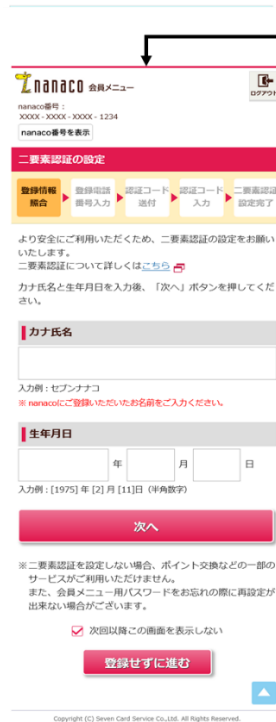 nanaco 会員メニュー
ログアウト
nanaco番号：
XXXX - XXXX - XXXX - 1234
nanaco番号を表示
二要素認証の設定
登録情報 登録電話 認証コード 認証コード 二要素認証
照合 番号入力 送付 入力 設定完了
より安全にご利用いただくため、二要素認証の設定をお願い
いたします。
二要素認証について詳しくはこちら
カナ氏名と生年月日を入力後、「次へ」ボタンを押してくだ
さい。
カナ氏名
入力例：セブンナナコ
※ nanacoにご登録いただいたお名前をご入力ください。
生年月日
年 月 日
入力例：[1975] 年 [2] 月 [11]日（半角数字）
次へ
※二要素認証を設定しない場合、ポイント交換などの一部の
サービスがご利用いただけません。
また、会員メニュー用パスワードをお忘れの際に再設定が
出来ない場合がございます。
次回以降この画面を表示しない
登録せずに進む
Copyright (C) Seven Card Service Co.,Ltd. All Rights Reserved.